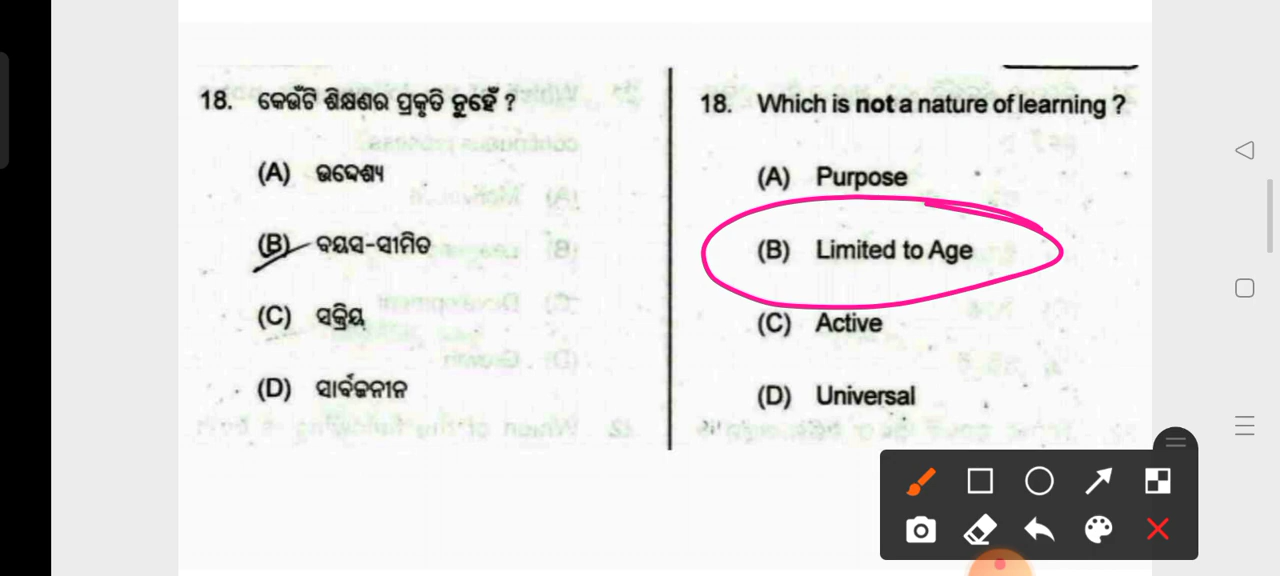 18. କେଉଁଟି ଶିକ୍ଷଣର ପ୍ରକୃତି ନୁହେଁ ?
(A) ଉଦ୍ଦେଶ୍ୟ
(B) ବୟସ-ସୀମିତ
(C) ସକ୍ରିୟ
(D) ସାର୍ବଜନୀନ
18. Which is not a nature of learning ?
(A) Purpose
(B) Limited to Age
(C) Active
(D) Universal